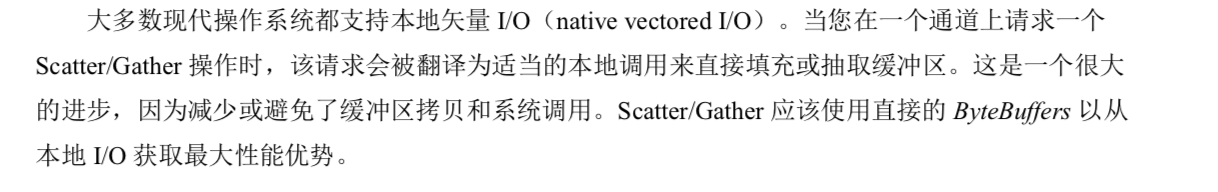 大多数现代操作系统都支持本地矢量 I/O（native vectored I/O）。当您在一个通道上请求一个
Scatter/Gather 操作时，该请求会被翻译为适当的本地调用来直接填充或抽取缓冲区。这是一个很大
的进步，因为减少或避免了缓冲区拷贝和系统调用。Scatter/Gather 应该使用直接的 ByteBuffers 以从
本地 I/O 获取最大性能优势。